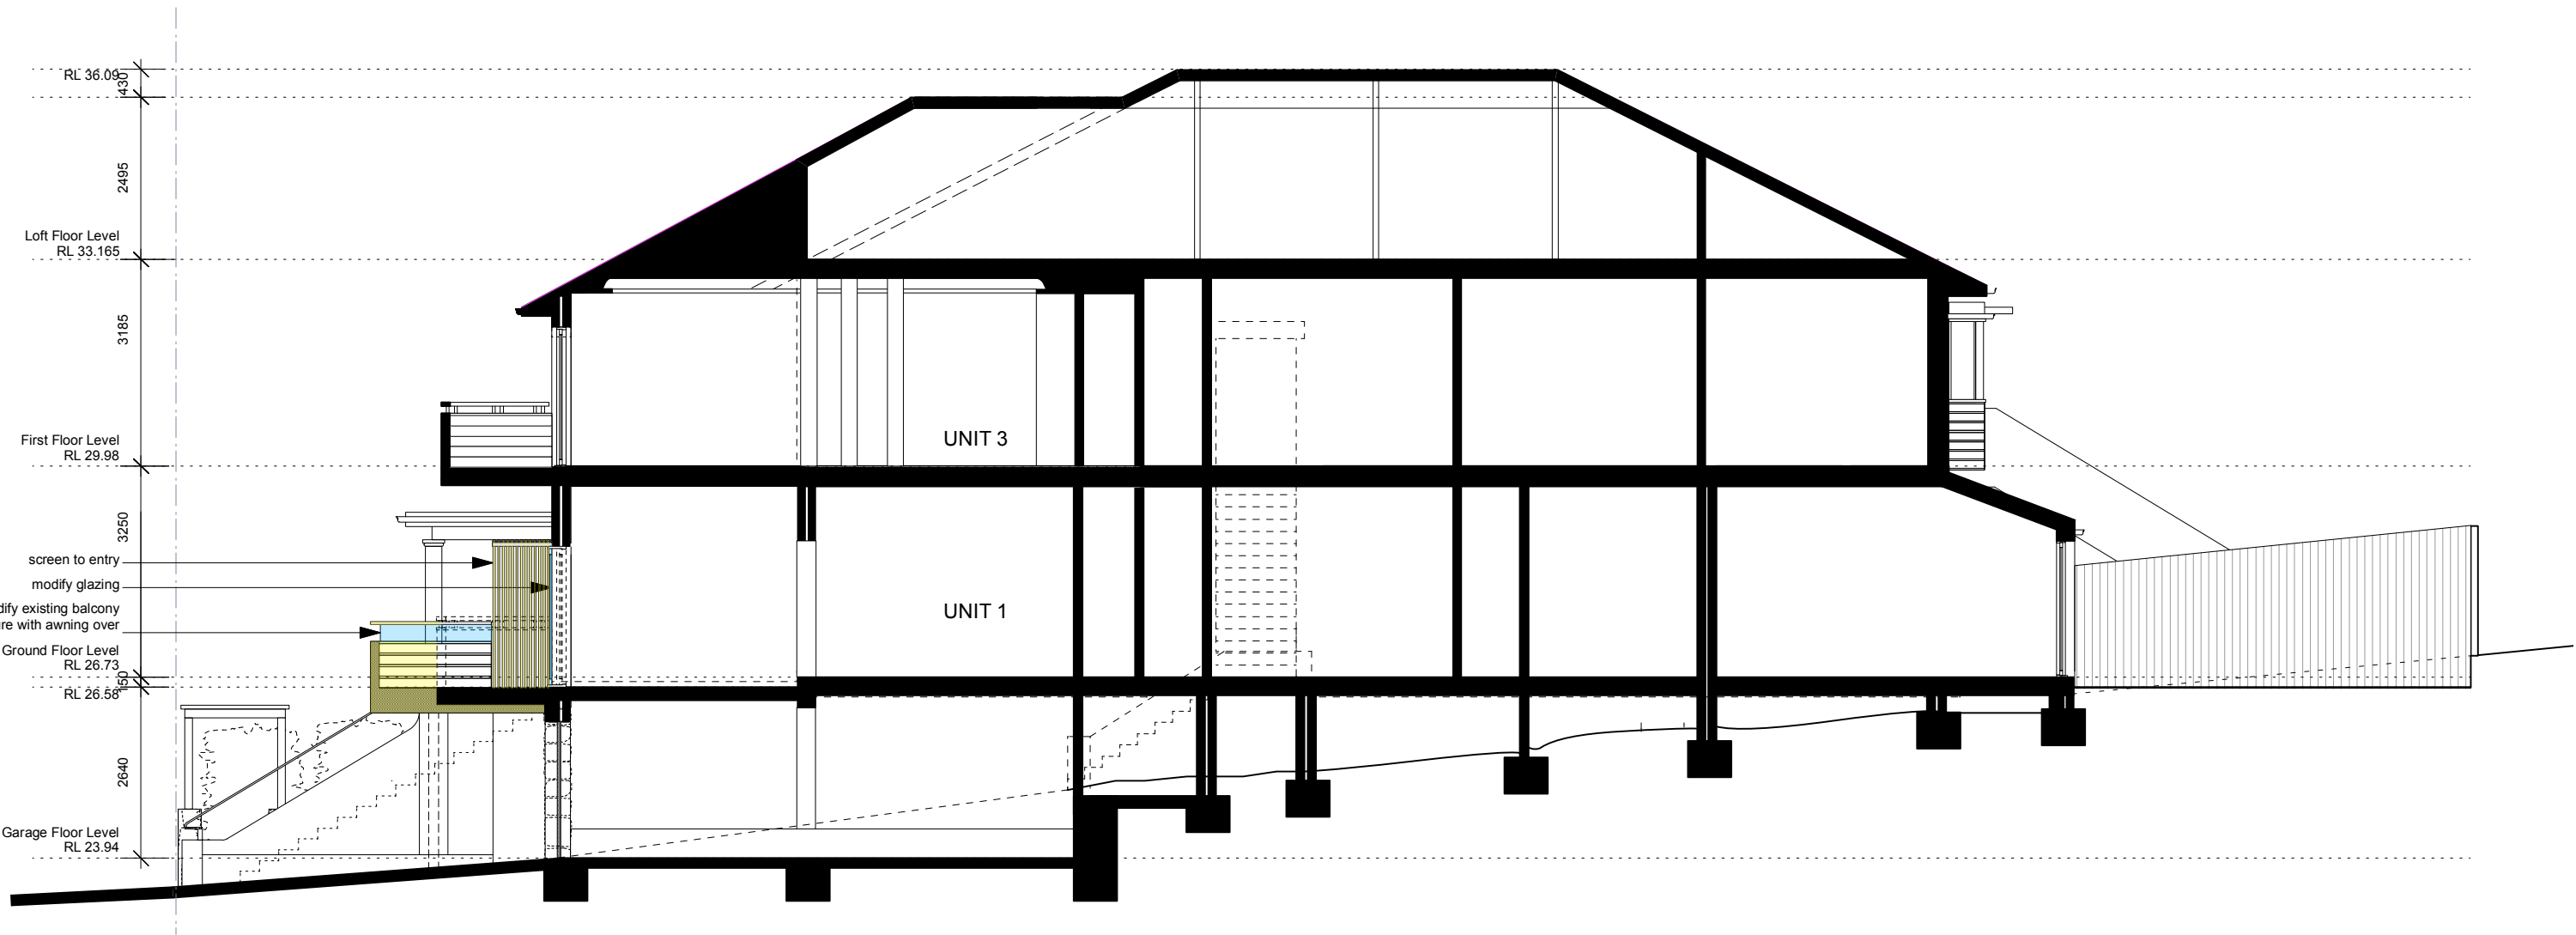 RL 36.09
430
2495
Loft Floor Level
RL 33.165
3185
First Floor Level
RL 29.98
UNIT 3
3250
screen to entry
modify glazing
dify existing balcony
re with awning over
UNIT 1
Ground Floor Level
RL 26.73
150
RL 26.58
2640
Garage Floor Level
RL 23.94